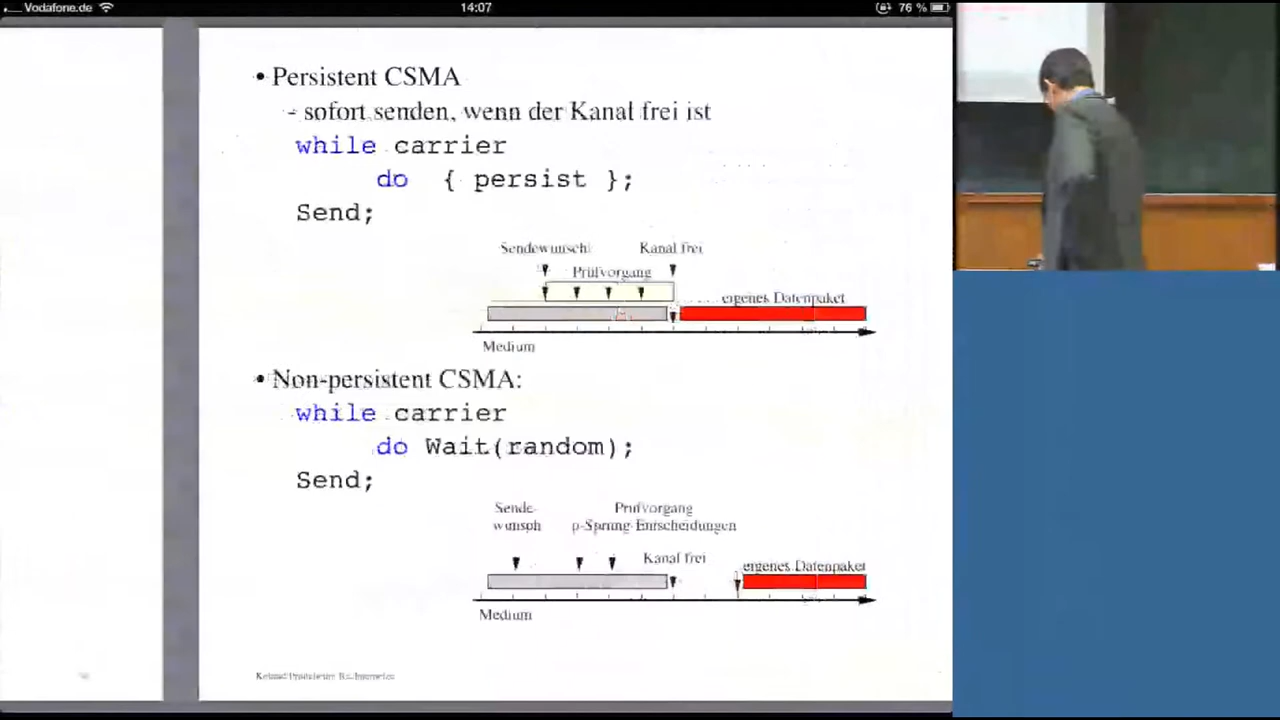 Vodafone.de
14:07
76 %
• Persistent CSMA
- sofort senden, wenn der Kanal frei ist
while carrier
do { persist };
Send;
Sendewunsch Kanal frei
Prüfvorgang
eigenes Datenpaket
Medium
• Non-persistent CSMA:
while carrier
do Wait(random);
Send;
Sende- Prüfvorgang
wunsch p-Sprung-Entscheidungen
Kanal frei
eigenes Datenpaket
Medium